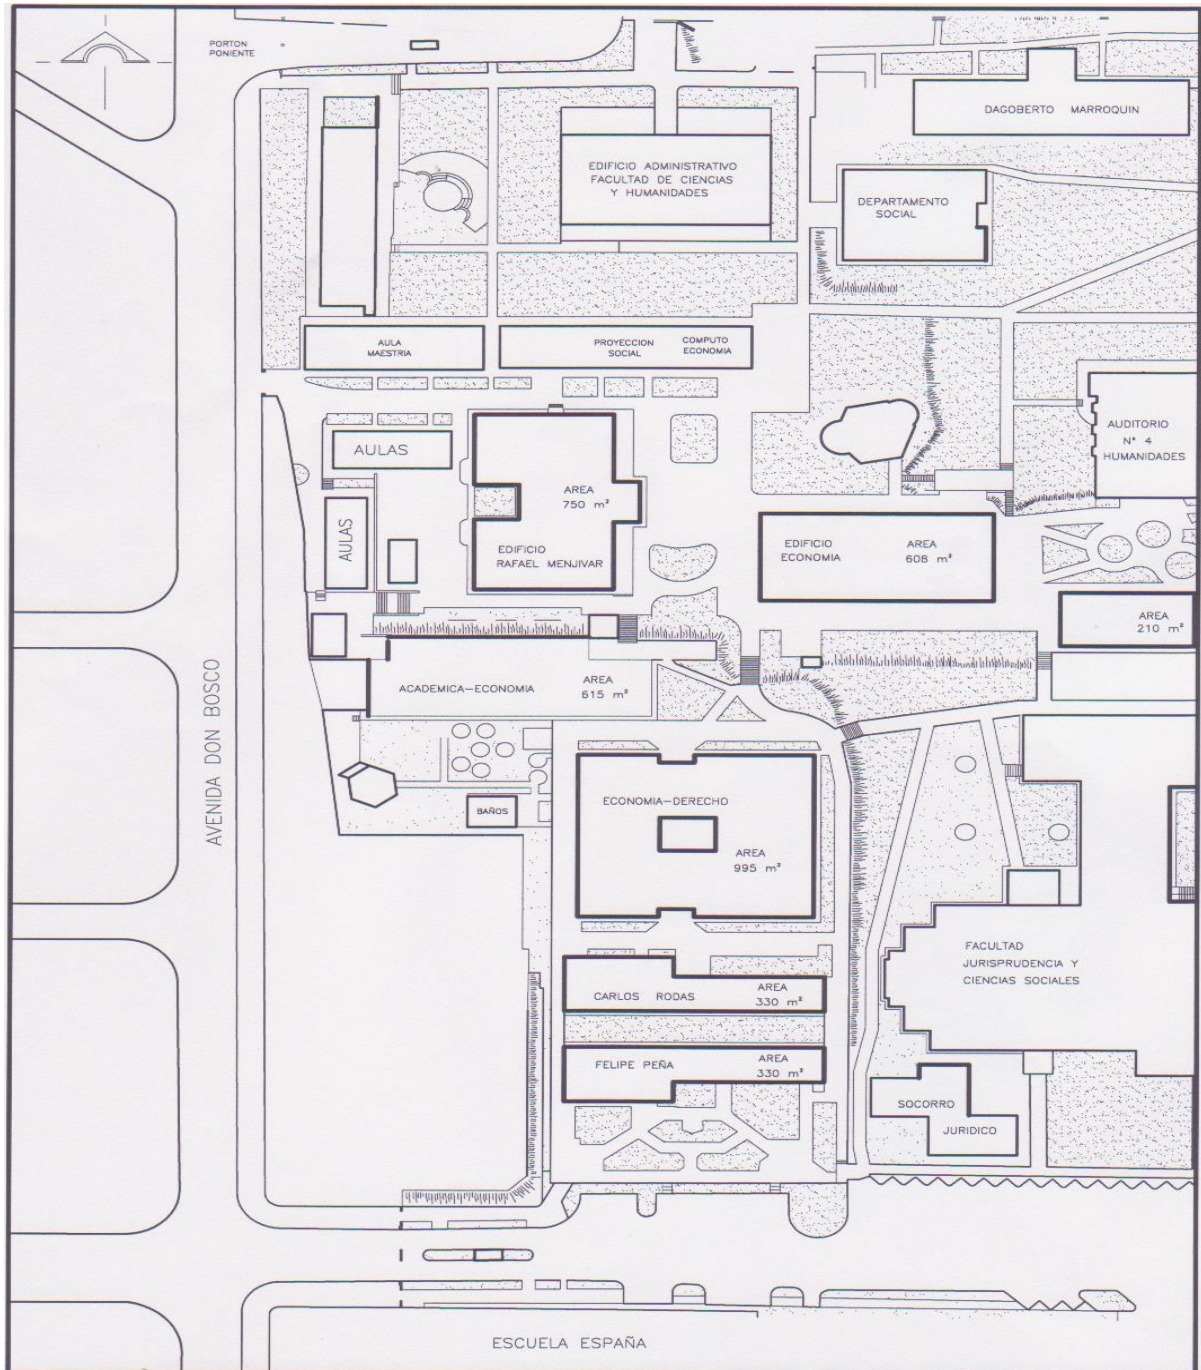 PORTON
PONIENTE
DAGOBERTO MARROQUIN
EDIFICIO ADMINISTRATIVO
FACULTAD DE CIENCIAS
Y HUMANIDADES
DEPARTAMENTO
SOCIAL
AULA
MAESTRIA
PROYECCION
SOCIAL
COMPUTO
ECONOMIA
AUDITORIO
N° 4
HUMANIDADES
AULAS
AULAS
AREA
750 m²
EDIFICIO
RAFAEL MENJIVAR
EDIFICIO
ECONOMIA
AREA
608 m²
AREA
210 m²
ACADEMICA-ECONOMIA
AREA
615 m²
AVENIDA DON BOSCO
BAÑOS
ECONOMIA-DERECHO
AREA
995 m²
FACULTAD
JURISPRUDENCIA Y
CIENCIAS SOCIALES
CARLOS RODAS
AREA
330 m²
FELIPE PEÑA
AREA
330 m²
SOCORRO
JURIDICO
ESCUELA ESPAÑA